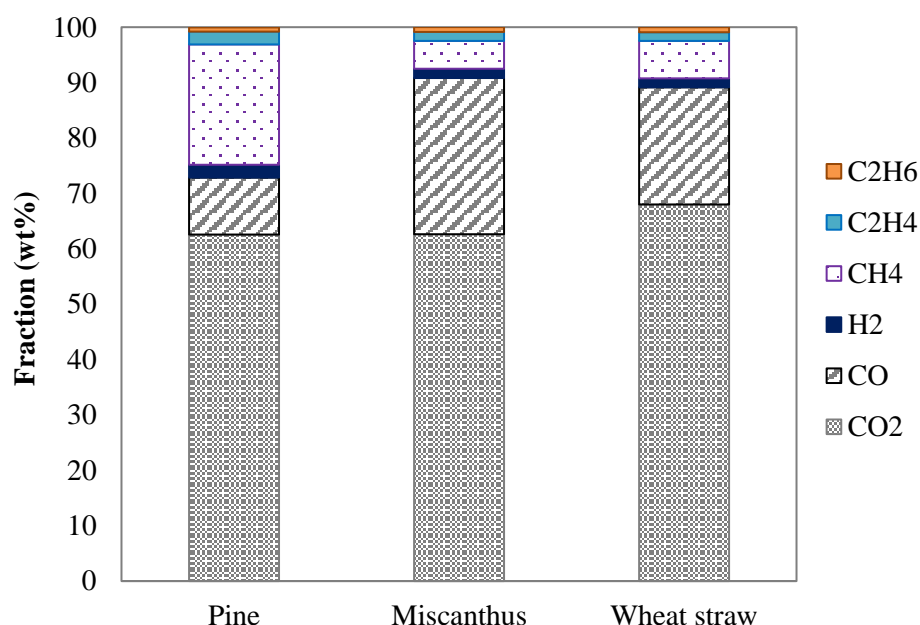 100
90
80
70
60
50
40
30
20
10
0
Fraction (wt%)
Pine
Miscanthus
Wheat straw
C2H6
C2H4
CH4
H2
CO
CO2